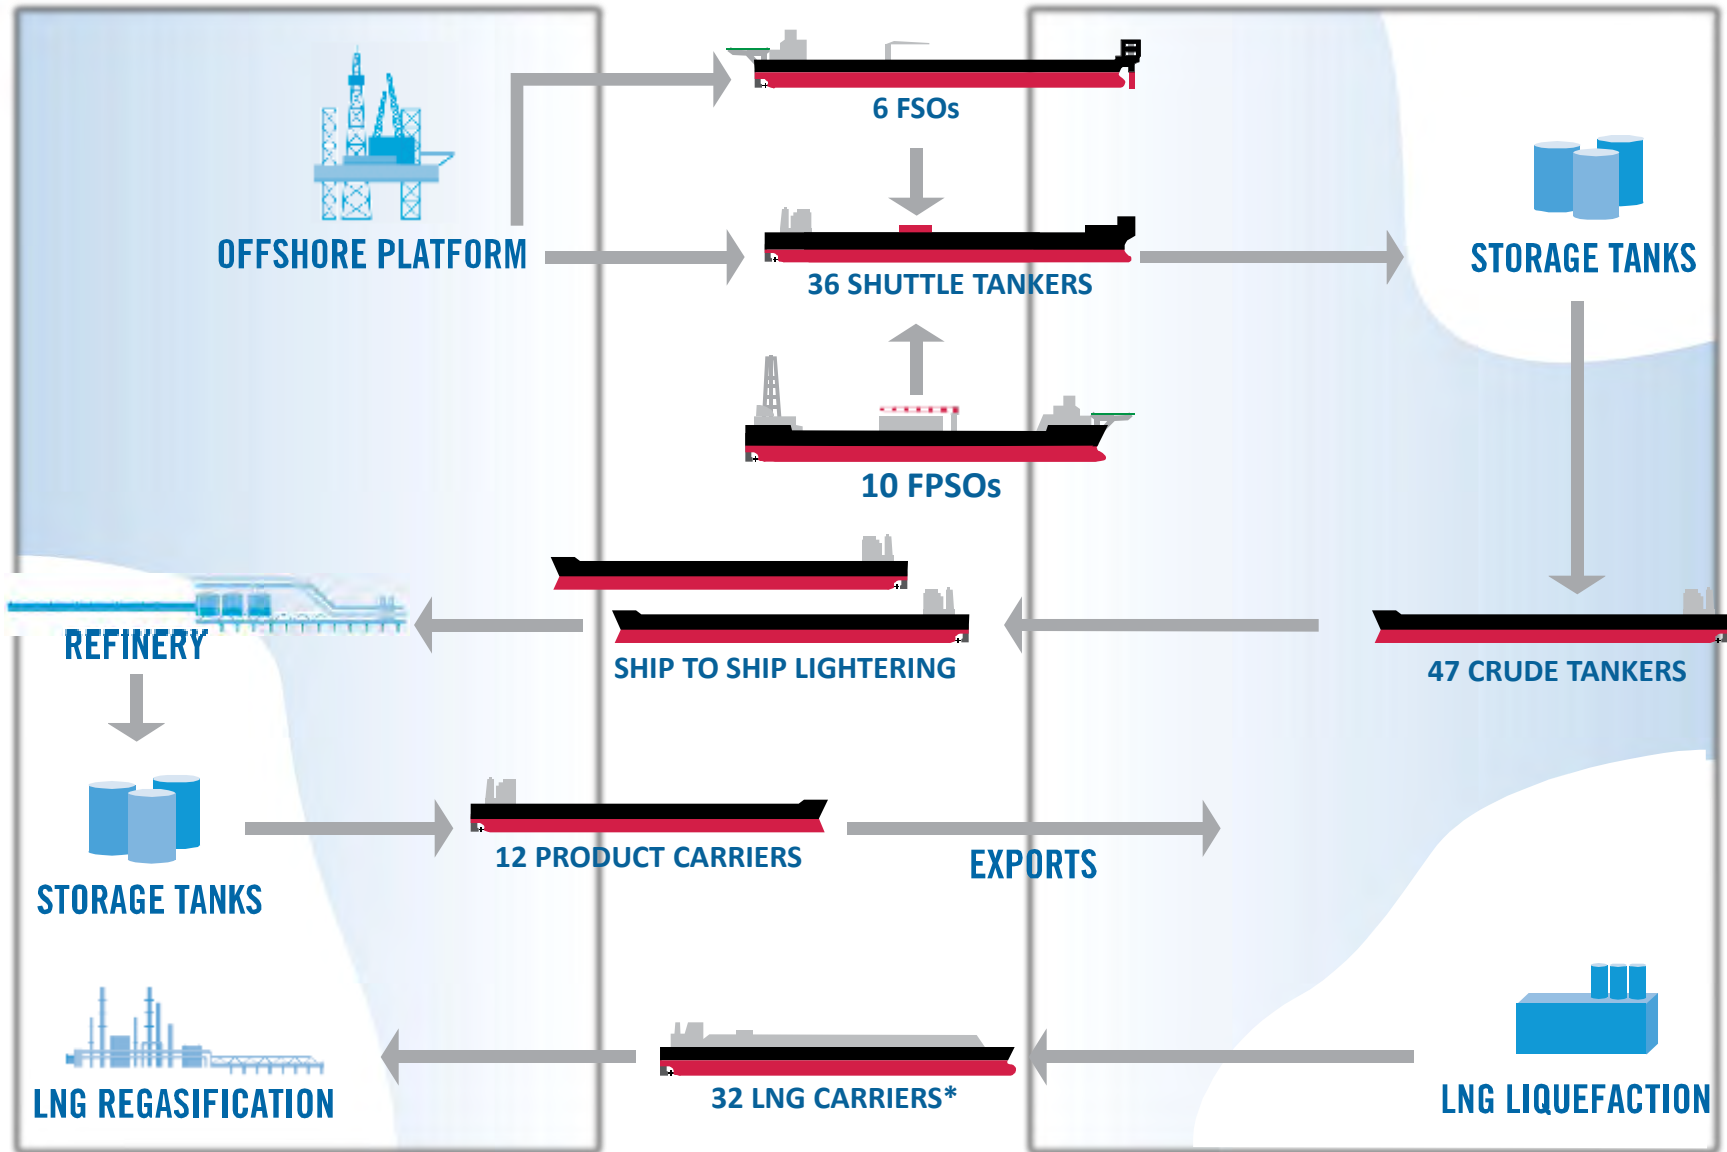 6 FSOs
OFFSHORE PLATFORM
STORAGE TANKS
36 SHUTTLE TANKERS
10 FPSOs
REFINERY
SHIP TO SHIP LIGHTERING
47 CRUDE TANKERS
12 PRODUCT CARRIERS
EXPORTS
STORAGE TANKS
32 LNG CARRIERS*
LNG REGASIFICATION
LNG LIQUEFACTION